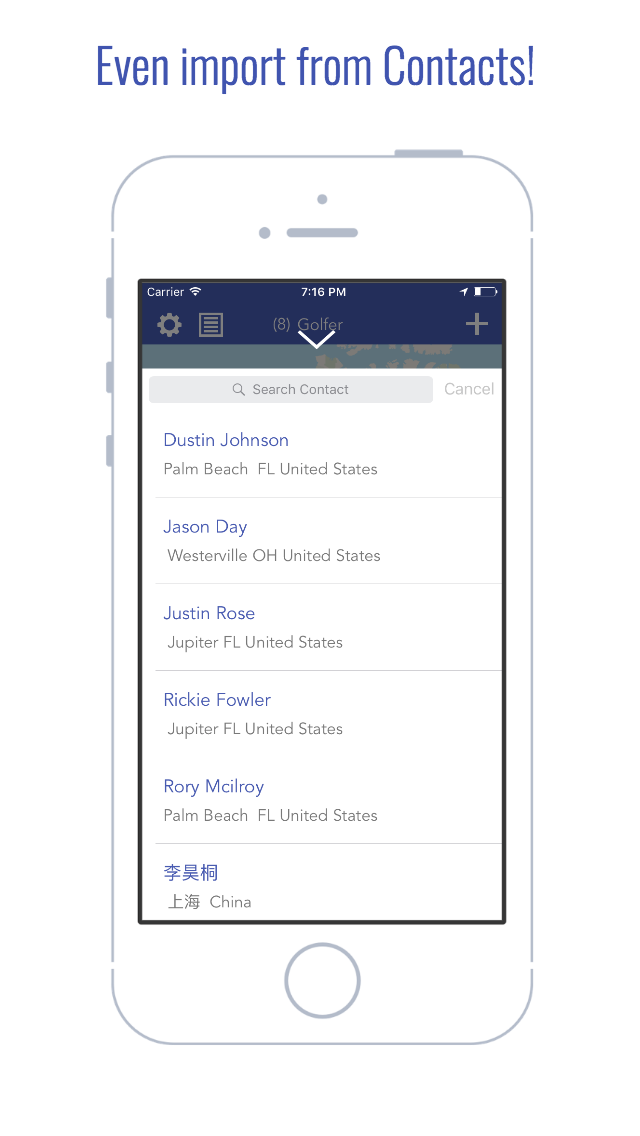 Even import from Contacts!
Carrier 7:16 PM
(8) Golfer
Search Contact Cancel
Dustin Johnson
Palm Beach FL United States
Jason Day
Westerville OH United States
Justin Rose
Jupiter FL United States
Rickie Fowler
Jupiter FL United States
Rory Mcilroy
Palm Beach FL United States
李昊桐
上海 China